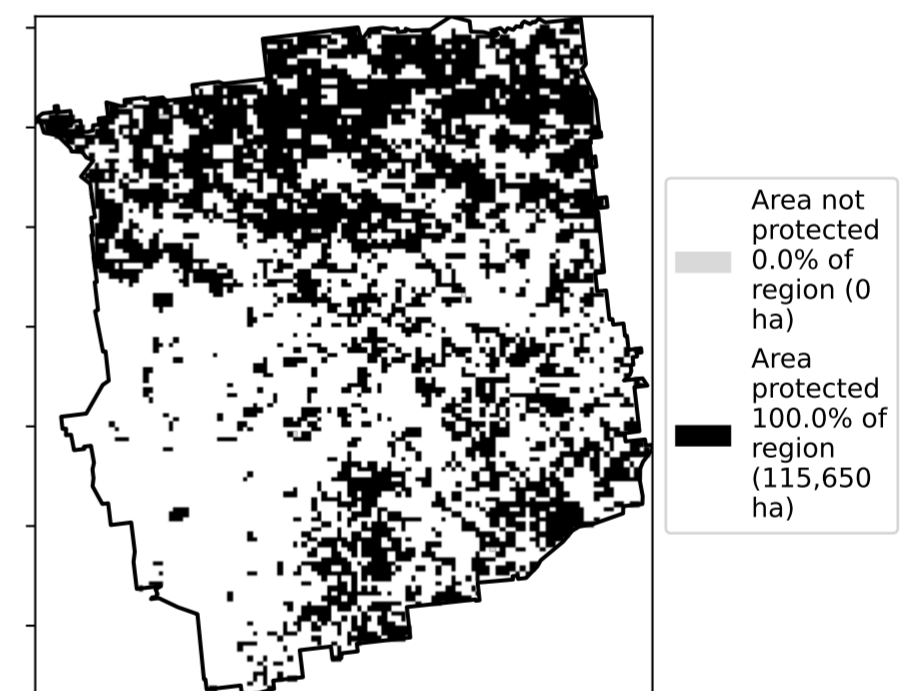 Area not
protected
0.0% of
region (0
ha)
Area
protected
100.0% of
region
(115,650
ha)